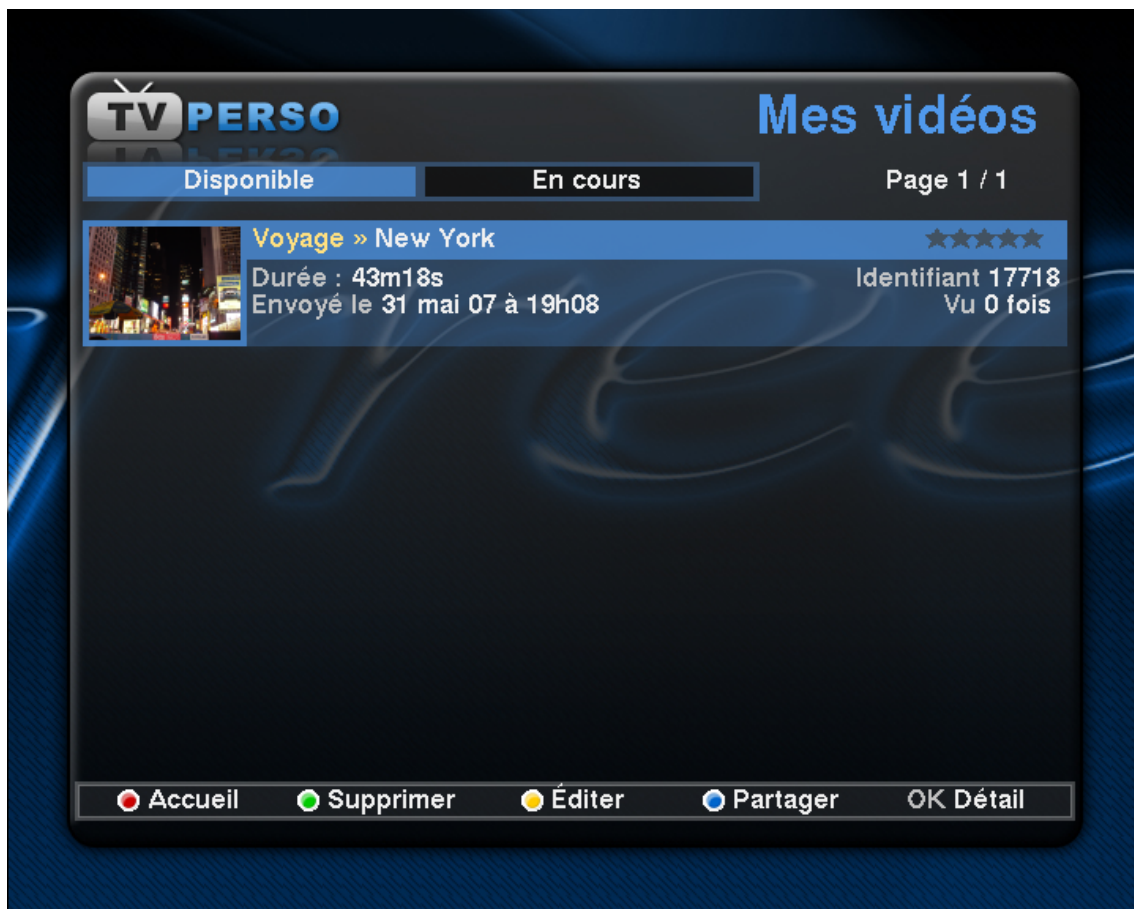 TV PERSO
Mes vidéos
Disponible
En cours
Page 1 / 1
Voyage » New York
Durée : 43m18s
Identifiant 17718
Envoyé le 31 mai 07 à 19h08
Vu 0 fois
free
Accueil
Supprimer
Éditer
Partager
OK Détail